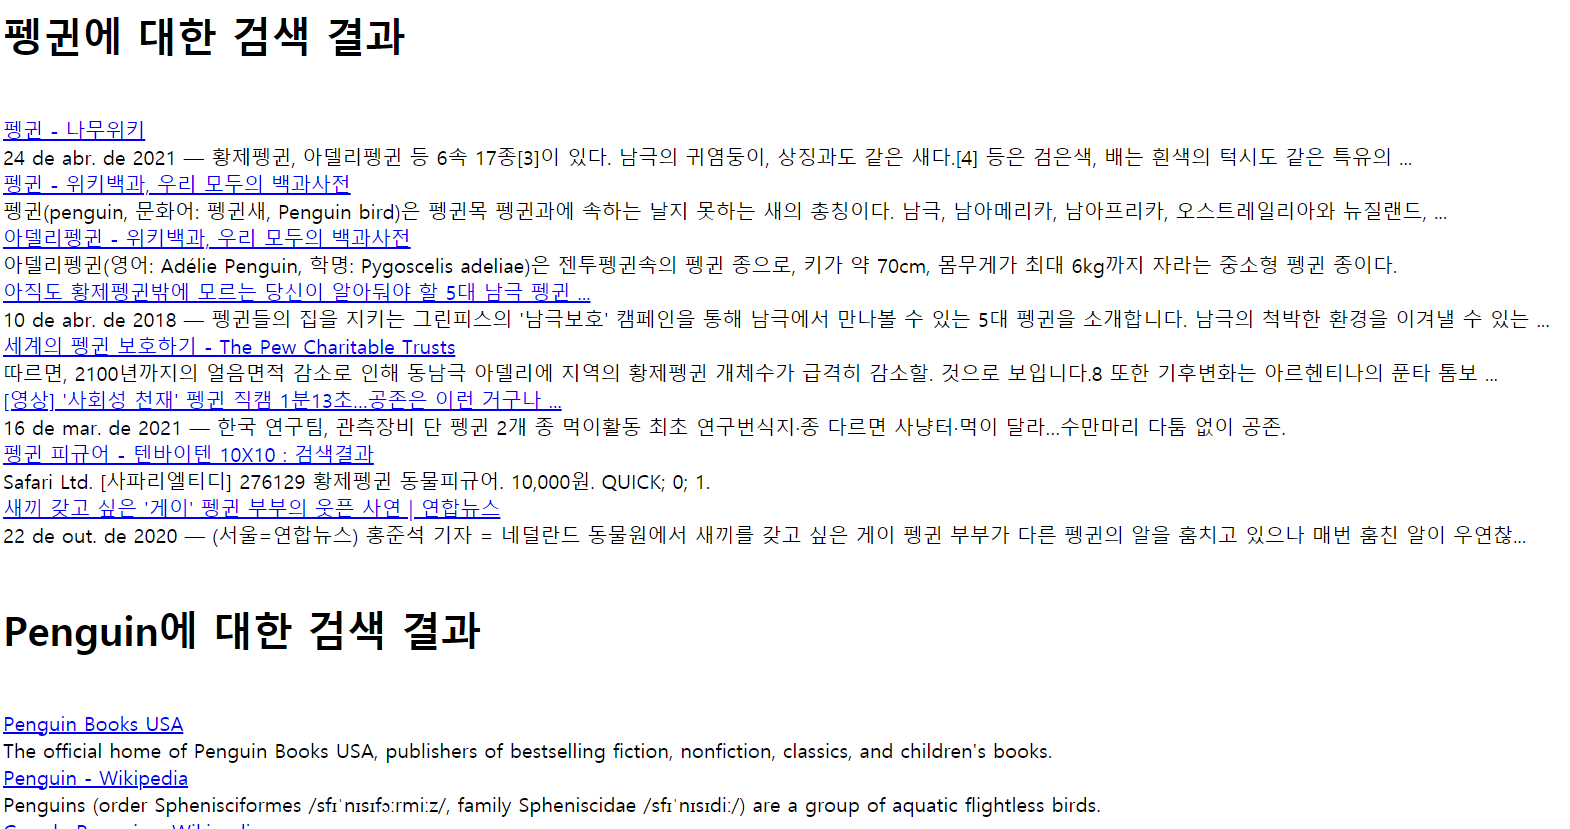 펭귄에 대한 검색 결과
펭귄 - 나무위키
24 de abr. de 2021 — 황제펭귄, 아델리펭귄 등 6속 17종[3]이 있다. 남극의 귀염둥이, 상징과도 같은 새다.[4] 등은 검은색, 배는 흰색의 턱시도 같은 특유의 ...
펭귄 - 위키백과, 우리 모두의 백과사전
펭귄(penguin, 문화어: 펭귄새, Penguin bird)은 펭귄목 펭귄과에 속하는 날지 못하는 새의 총칭이다. 남극, 남아메리카, 남아프리카, 오스트레일리아와 뉴질랜드, ...
아델리펭귄 - 위키백과, 우리 모두의 백과사전
아델리펭귄(영어: Adélie Penguin, 학명: Pygoscelis adeliae)은 젠투펭귄속의 펭귄 종으로, 키가 약 70cm, 몸무게가 최대 6kg까지 자라는 중소형 펭귄 종이다.
아직도 황제펭귄밖에 모르는 당신이 알아둬야 할 5대 남극 펭귄 ...
10 de abr. de 2018 — 펭귄들의 집을 지키는 그린피스의 '남극보호' 캠페인을 통해 남극에서 만나볼 수 있는 5대 펭귄을 소개합니다. 남극의 척박한 환경을 이겨낼 수 있는 ...
세계의 펭귄 보호하기 - The Pew Charitable Trusts
따르면, 2100년까지의 얼음면적 감소로 인해 동남극 아델리에 지역의 황제펭귄 개체수가 급격히 감소할. 것으로 보입니다.8 또한 기후변화는 아르헨티나의 푼타 톰보 ...
[영상] '사회성 천재' 펭귄 직캠 1분13초…공존은 이런 거구나 ...
16 de mar. de 2021 — 한국 연구팀, 관측장비 단 펭귄 2개 종 먹이활동 최초 연구번식지·종 다르면 사냥터·먹이 달라…수만마리 다툼 없이 공존.
펭귄 피규어 - 텐바이텐 10X10 : 검색결과
Safari Ltd. [사파리엘티디] 276129 황제펭귄 동물피규어. 10,000원. QUICK; 0; 1.
새끼 갖고 싶은 '게이' 펭귄 부부의 웃픈 사연 | 연합뉴스
22 de out. de 2020 — (서울=연합뉴스) 홍준석 기자 = 네덜란드 동물원에서 새끼를 갖고 싶은 게이 펭귄 부부가 다른 펭귄의 알을 훔치고 있으나 매번 훔친 알이 우연찮...
Penguin에 대한 검색 결과
Penguin Books USA
The official home of Penguin Books USA, publishers of bestselling fiction, nonfiction, classics, and children's books.
Penguin - Wikipedia
Penguins (order Sphenisciformes /sfɪˈnɪsɪfɔːrmiːz/, family Spheniscidae /sfɪˈnɪsɪdiː/) are a group of aquatic flightless birds.